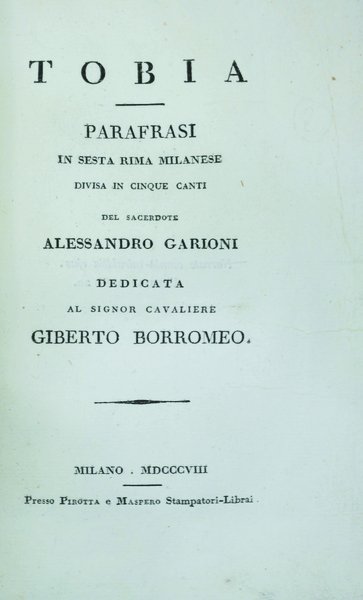 TOBIA
PARAFRASI
IN SESTA RIMA MILANESE
DIVISA IN CINQUE CANTI
DEL SACERDOTE
ALESSANDRO GARIONI
DEDICATA
AL SIGNOR CAVALIERE
GIBERTO BORROMEO.
MILANO . MDCCCVIII
Presso PIROTTA e MASPERO Stampatori-Librai.